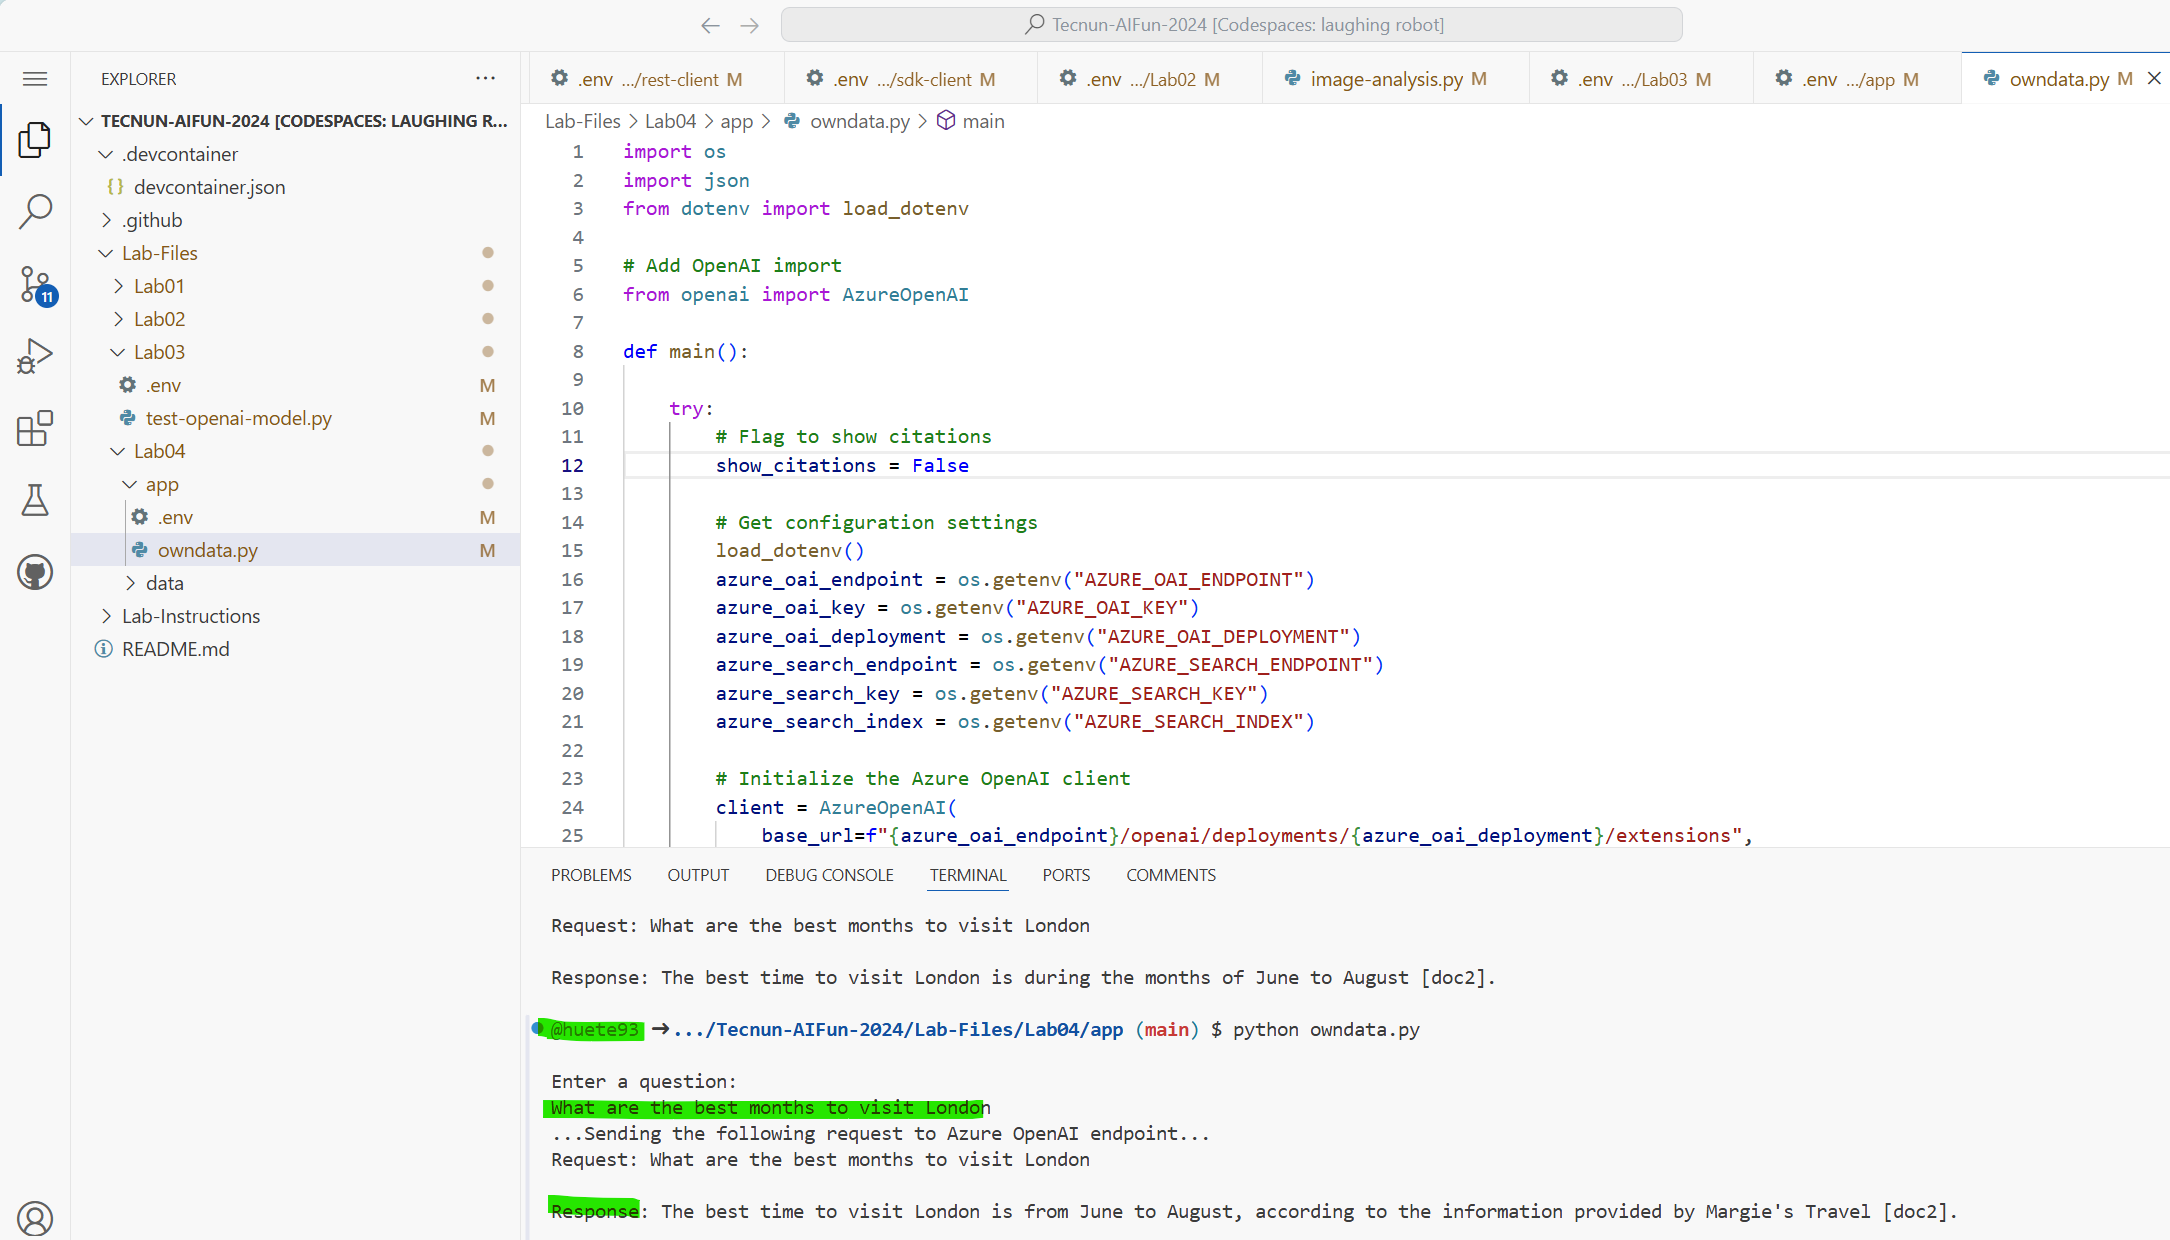 Tecnun-AIFun-2024 [Codespaces: laughing robot]
EXPLORER
TECNUN-AIFUN-2024 [CODESPACES: LAUGHING R...
.devcontainer
{} devcontainer.json
.github
Lab-Files
Lab01
Lab02
Lab03
.env M
test-openai-model.py M
Lab04
app
.env M
owndata.py M
data
Lab-Instructions
README.md
11
.env .../rest-client M
.env .../sdk-client M
.env .../Lab02 M
image-analysis.py M
.env .../Lab03 M
.env .../app M
owndata.py M
Lab-Files > Lab04 > app > owndata.py > main
1 import os
2 import json
3 from dotenv import load_dotenv
4
5 # Add OpenAI import
6 from openai import AzureOpenAI
7
8 def main():
9
10 try:
11 # Flag to show citations
12 show_citations = False
13
14 # Get configuration settings
15 load_dotenv()
16 azure_oai_endpoint = os.getenv("AZURE_OAI_ENDPOINT")
17 azure_oai_key = os.getenv("AZURE_OAI_KEY")
18 azure_oai_deployment = os.getenv("AZURE_OAI_DEPLOYMENT")
19 azure_search_endpoint = os.getenv("AZURE_SEARCH_ENDPOINT")
20 azure_search_key = os.getenv("AZURE_SEARCH_KEY")
21 azure_search_index = os.getenv("AZURE_SEARCH_INDEX")
22
23 # Initialize the Azure OpenAI client
24 client = AzureOpenAI(
25 base_url=f"{azure_oai_endpoint}/openai/deployments/{azure_oai_deployment}/extensions",
PROBLEMS OUTPUT DEBUG CONSOLE TERMINAL PORTS COMMENTS
Request: What are the best months to visit London
Response: The best time to visit London is during the months of June to August [doc2].
@huete93 ➜.../Tecnun-AIFun-2024/Lab-Files/Lab04/app (main) $ python owndata.py
Enter a question:
What are the best months to visit London
...Sending the following request to Azure OpenAI endpoint...
Request: What are the best months to visit London
Response: The best time to visit London is from June to August, according to the information provided by Margie's Travel [doc2].